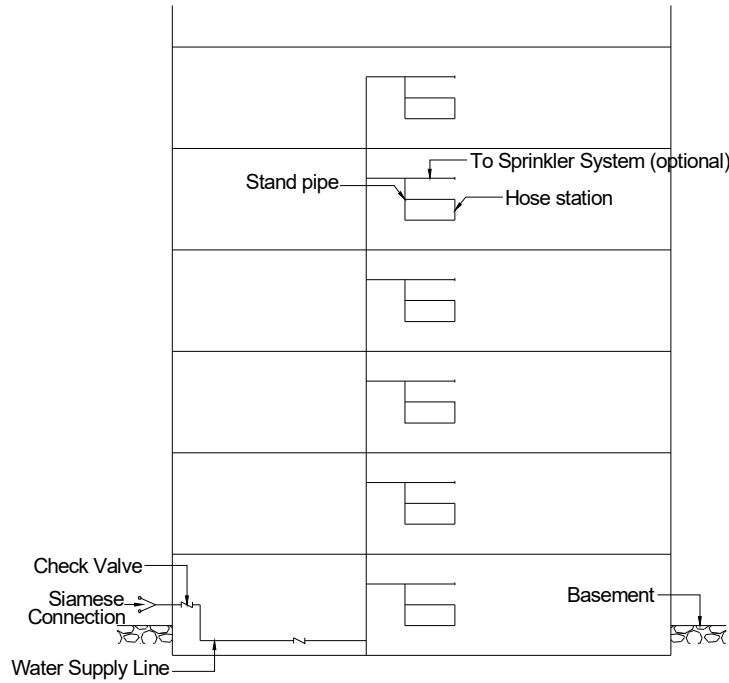 To Sprinkler System (optional)
Stand pipe
Hose station
Check Valve
Siamese
Connection
Basement
Water Supply Line